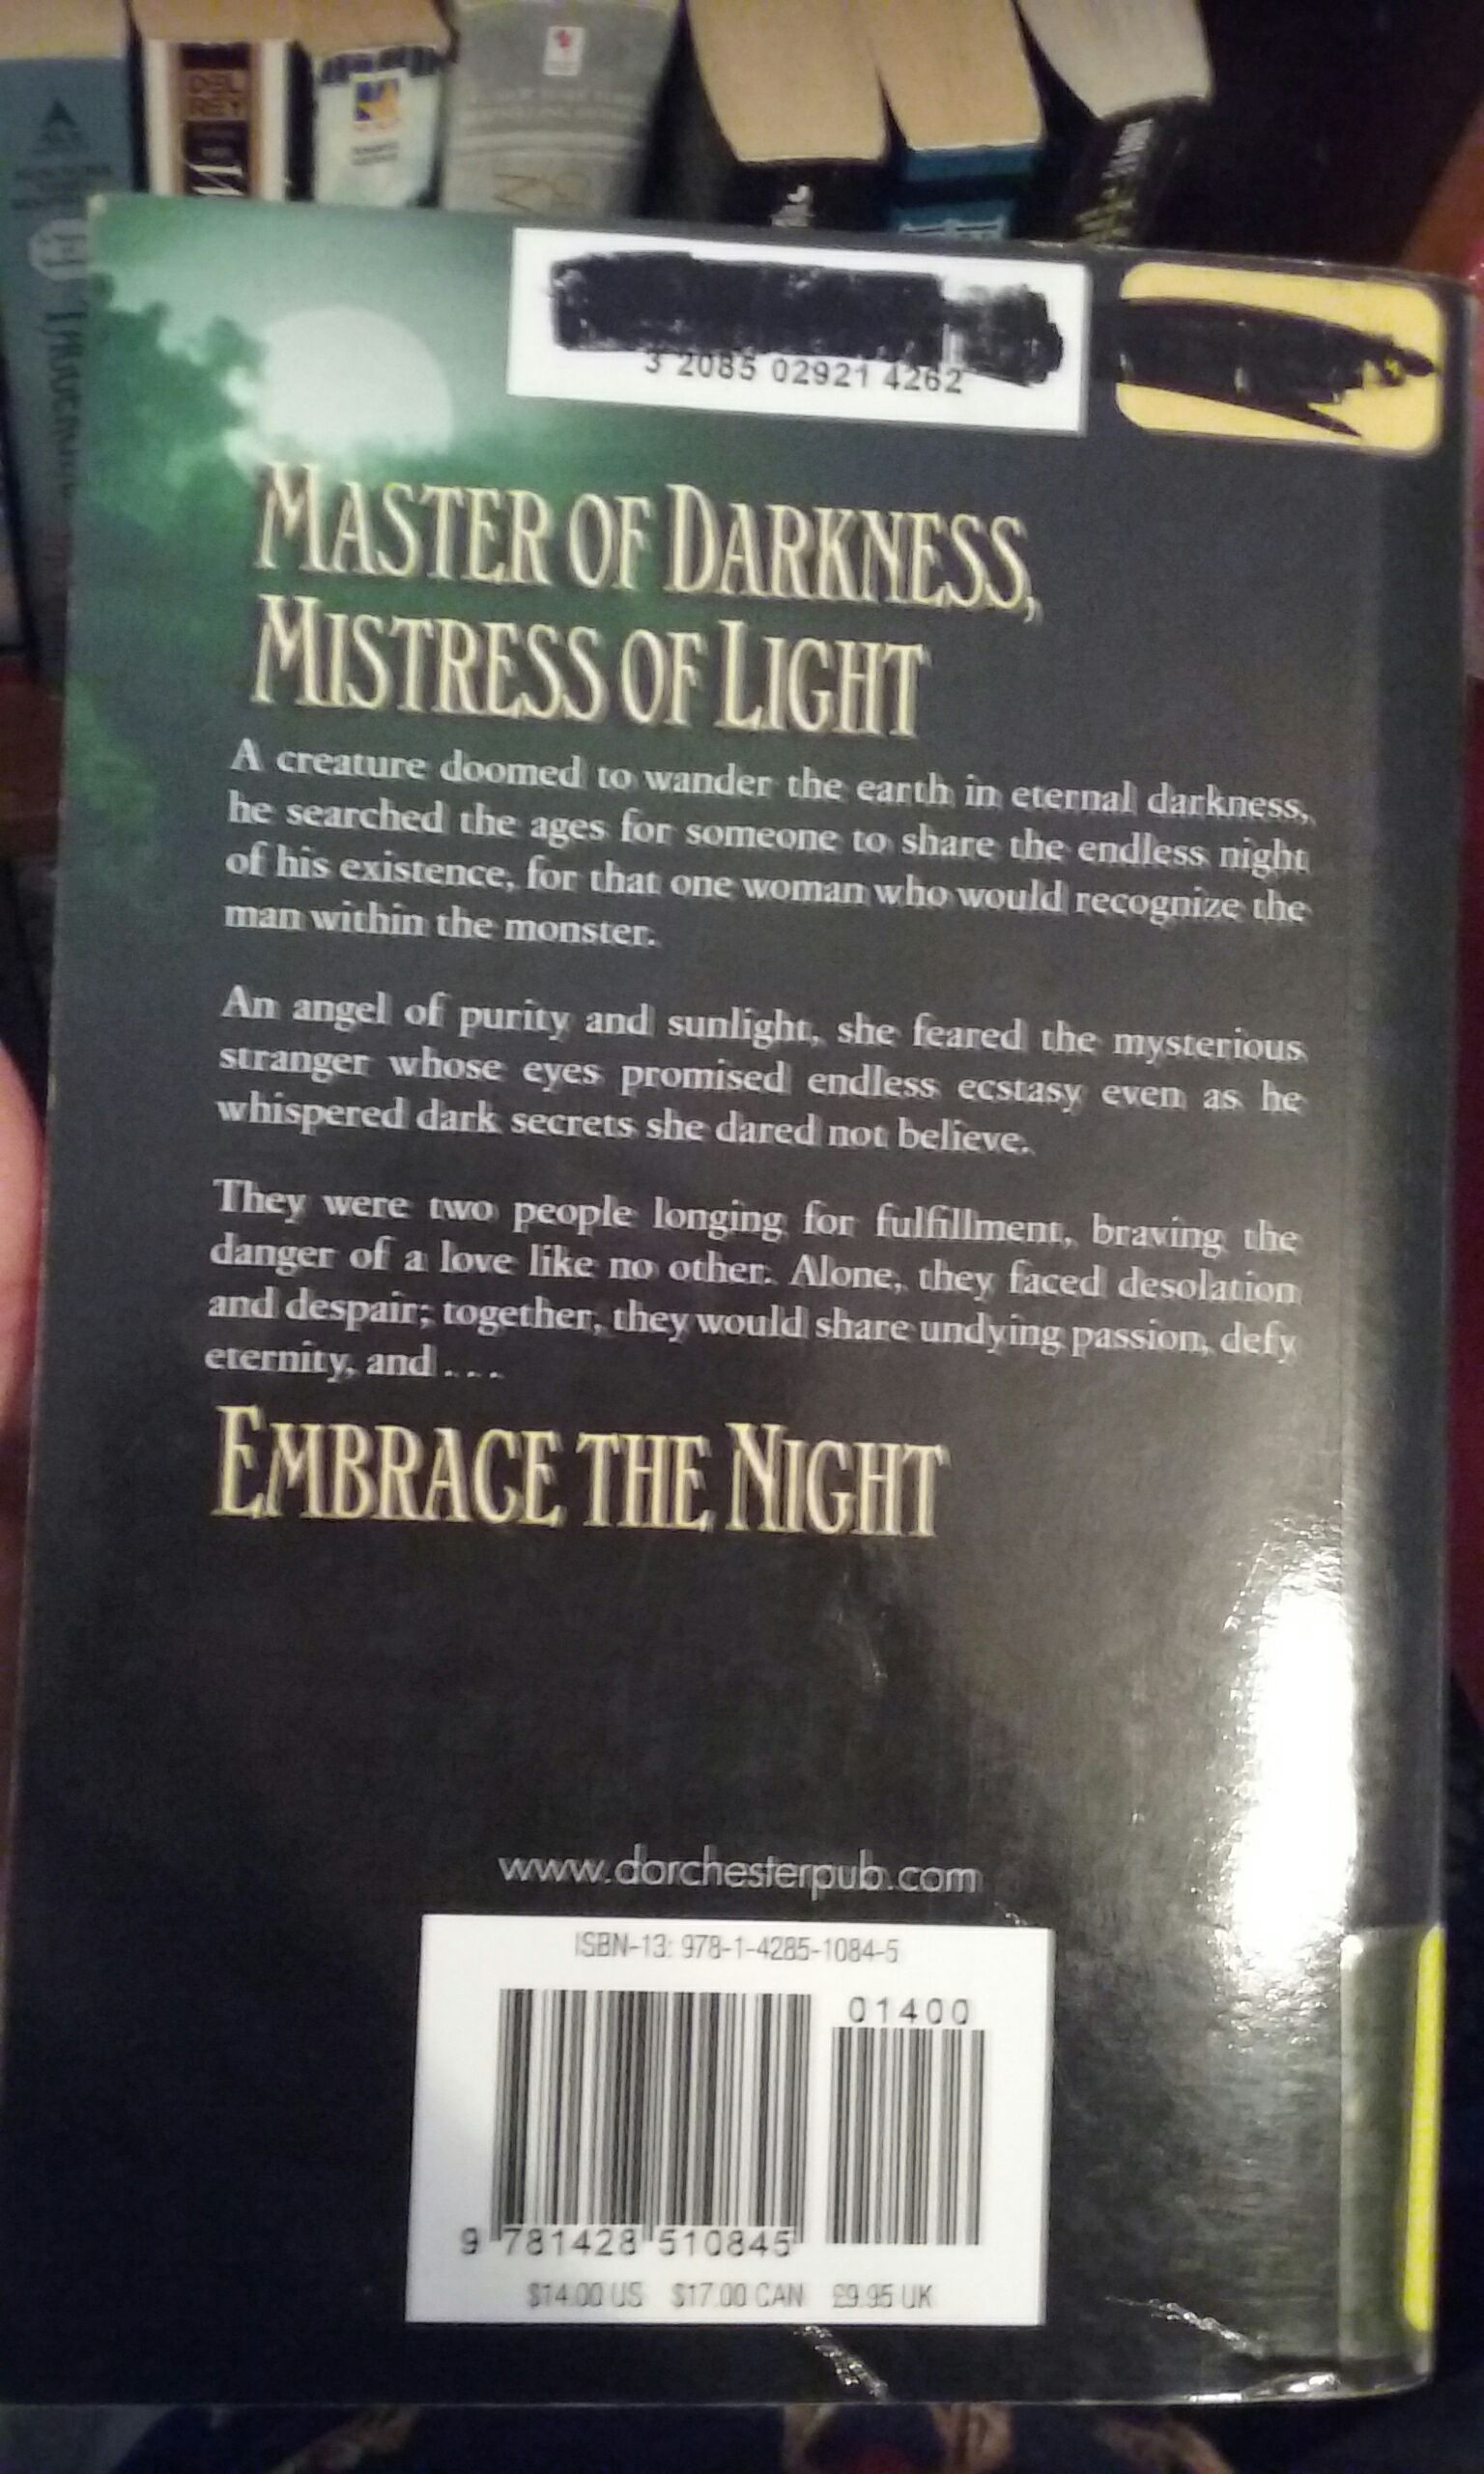 DEL
REY
3 2085 02921 4262
MASTER OF DARKNESS,
MISTRESS OF LIGHT
A creature doomed to wander the earth in eternal darkness,
he searched the ages for someone to share the endless night
of his existence, for that one woman who would recognize the
man within the monster.
An angel of purity and sunlight, she feared the mysterious
stranger whose eyes promised endless ecstasy even as he
whispered dark secrets she dared not believe.
They were two people longing for fulfillment, braving the
danger of a love like no other. Alone, they faced desolation
and despair; together, they would share undying passion, defy
eternity, and . . . .
EMBRACE THE NIGHT
www.dorchesterpub.com
ISBN-13: 978-1-4285-1084-5
01400
9 781428 510845
$14.00 US $17.00 CAN £9.95 UK